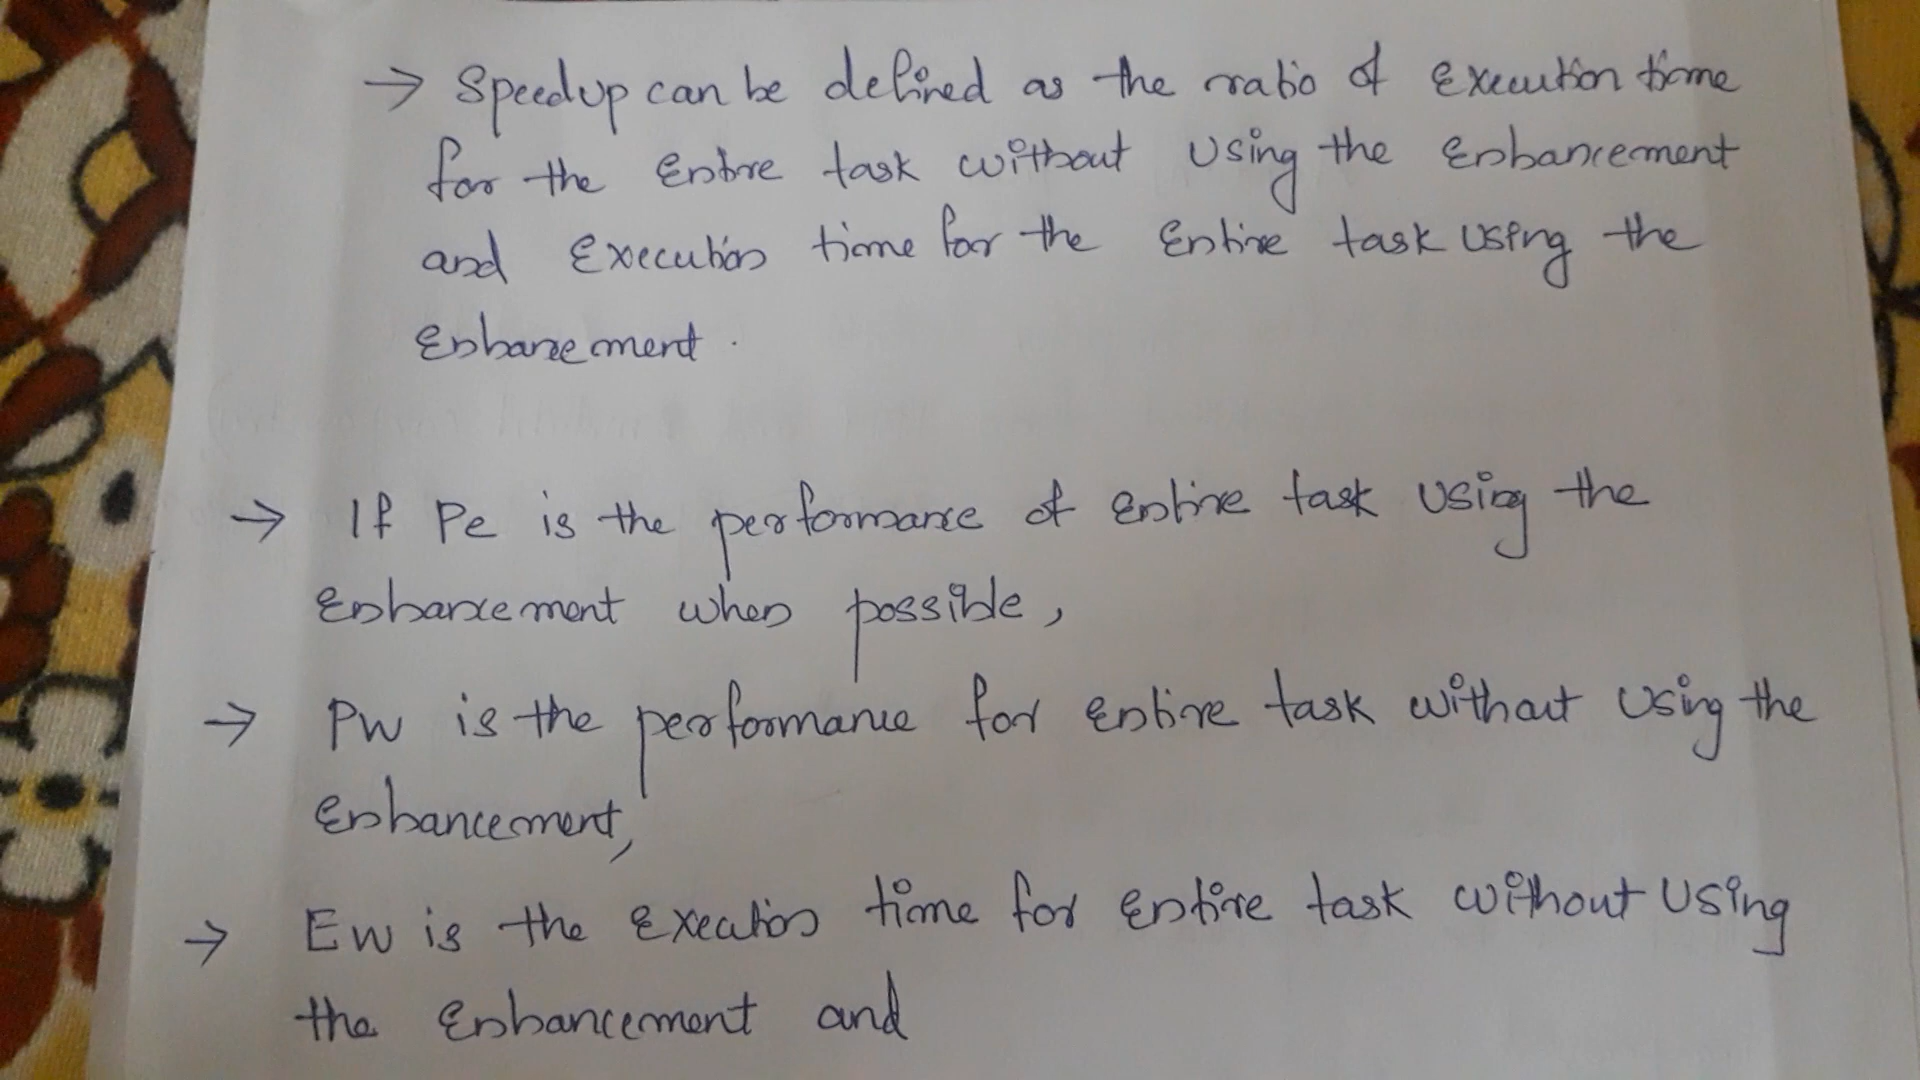 → Speedup can be defined as the ratio of Execution time
for the Entire task without Using the Enhancement
and Execution time for the Entire task Using the
Enhancement.
→ If Pe is the performance of Entire task Using the
Enhancement when possible,
→ Pw is the performance for Entire task without Using the
Enhancement,
→ Ew is the Execution time for Entire task without Using
the Enhancement and